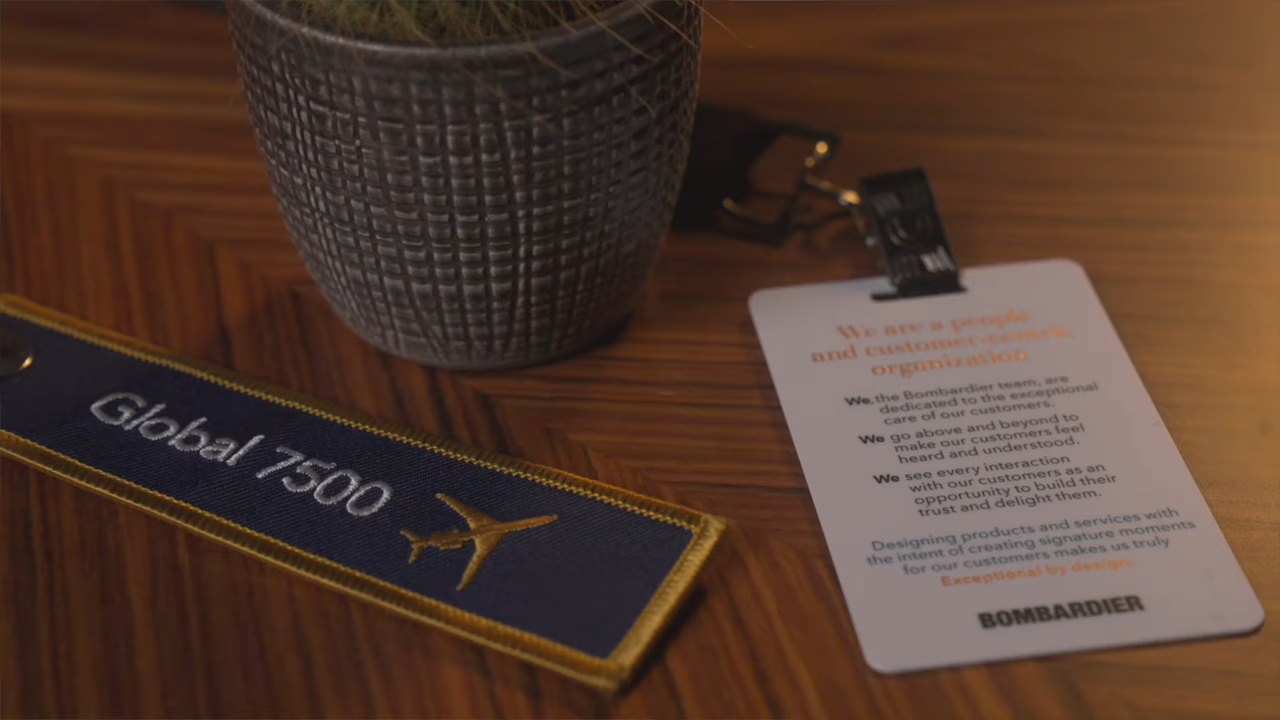 Global 7500
We are a people
and customer-centric
organization
We, the Bombardier team, are
dedicated to the exceptional
care of our customers.
We go above and beyond to
make our customers feel
heard and understood.
We see every interaction
with our customers as an
opportunity to build their
trust and delight them.
Designing products and services with
the intent of creating signature moments
for our customers makes us truly
Exceptional by design.
BOMBARDIER